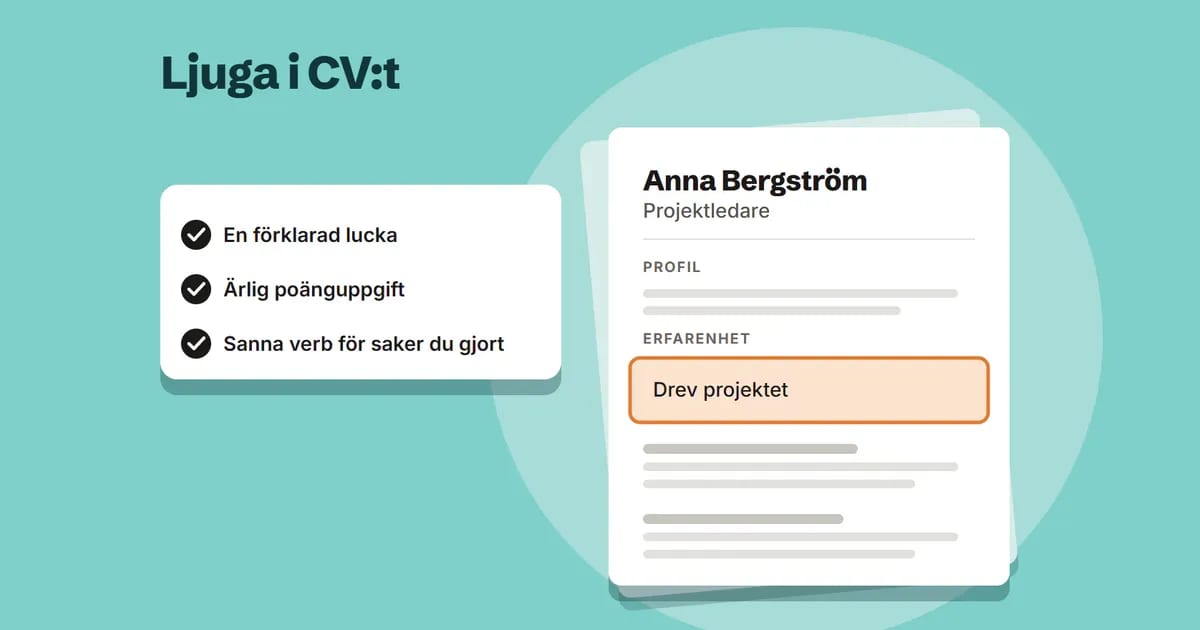 Ljuga i CV:t
En förklarad lucka
Ärlig poänguppgift
Sanna verb för saker du gjort
Anna Bergström
Projektledare
PROFIL
ERFARENHET
Drev projektet